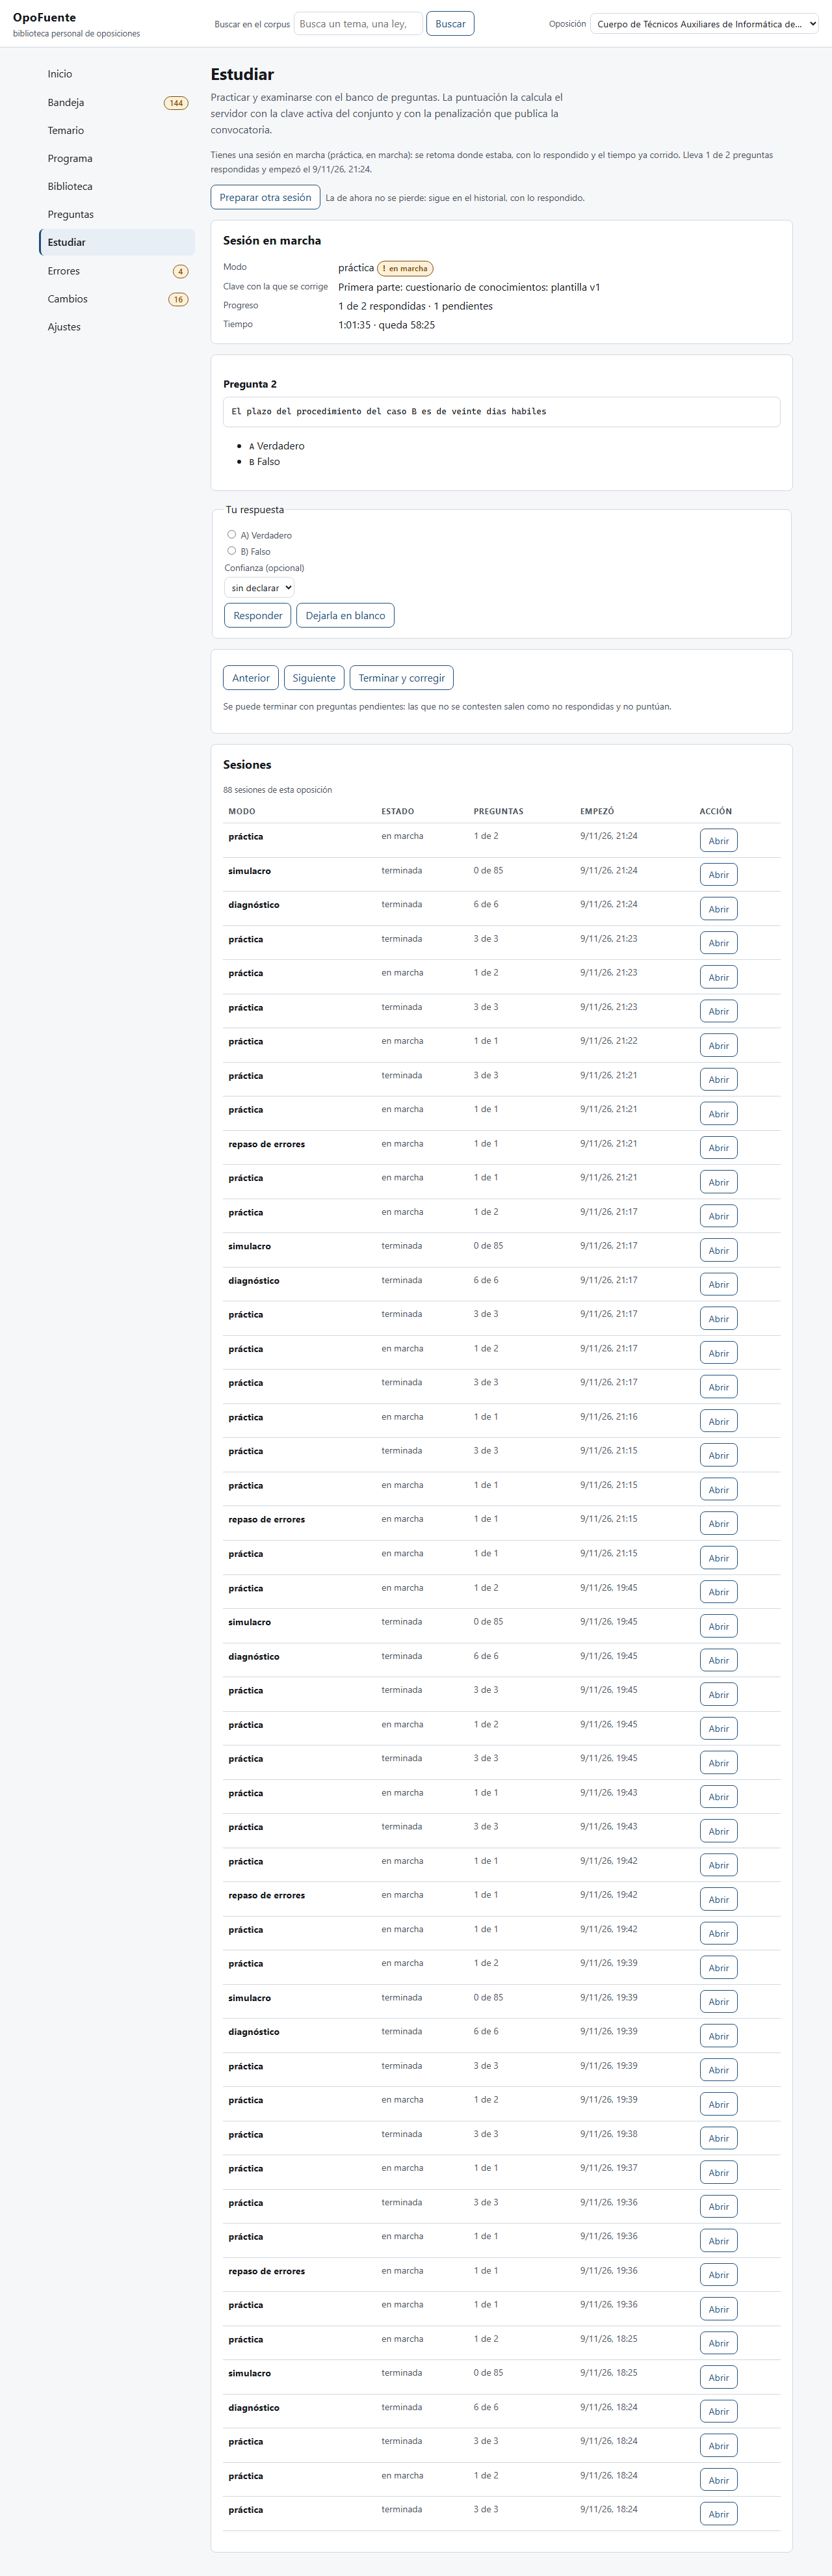 OpoFuente
biblioteca personal de oposiciones
Buscar en el corpus Busca un tema, una ley, Buscar
Oposición Cuerpo de Técnicos Auxiliares de Informática de...
Inicio
Bandeja 144
Temario
Programa
Biblioteca
Preguntas
Estudiar
Errores 4
Cambios 16
Ajustes
Estudiar
Practicar y examinarse con el banco de preguntas. La puntuación la calcula el
servidor con la clave activa del conjunto y con la penalización que publica la
convocatoria.
Tienes una sesión en marcha (práctica, en marcha): se retoma donde estaba, con lo respondido y el tiempo ya corrido. Lleva 1 de 2 preguntas
respondidas y empezó el 9/11/26, 21:24.
Preparar otra sesión La de ahora no se pierde: sigue en el historial, con lo respondido.
Sesión en marcha
Modo práctica ! en marcha
Clave con la que se corrige Primera parte: cuestionario de conocimientos: plantilla v1
Progreso 1 de 2 respondidas · 1 pendientes
Tiempo 1:01:35 · queda 58:25
Pregunta 2
El plazo del procedimiento del caso B es de veinte dias habiles
A Verdadero
B Falso
Tu respuesta
A) Verdadero
B) Falso
Confianza (opcional)
sin declarar
Responder Dejarla en blanco
Anterior Siguiente Terminar y corregir
Se puede terminar con preguntas pendientes: las que no se contesten salen como no respondidas y no puntúan.
Sesiones
88 sesiones de esta oposición
MODO ESTADO PREGUNTAS EMPEZÓ ACCIÓN
práctica en marcha 1 de 2 9/11/26, 21:24 Abrir
simulacro terminada 0 de 85 9/11/26, 21:24 Abrir
diagnóstico terminada 6 de 6 9/11/26, 21:24 Abrir
práctica terminada 3 de 3 9/11/26, 21:23 Abrir
práctica en marcha 1 de 2 9/11/26, 21:23 Abrir
práctica terminada 3 de 3 9/11/26, 21:23 Abrir
práctica en marcha 1 de 1 9/11/26, 21:22 Abrir
práctica terminada 3 de 3 9/11/26, 21:21 Abrir
práctica en marcha 1 de 1 9/11/26, 21:21 Abrir
repaso de errores en marcha 1 de 1 9/11/26, 21:21 Abrir
práctica en marcha 1 de 1 9/11/26, 21:21 Abrir
práctica en marcha 1 de 2 9/11/26, 21:17 Abrir
simulacro terminada 0 de 85 9/11/26, 21:17 Abrir
diagnóstico terminada 6 de 6 9/11/26, 21:17 Abrir
práctica terminada 3 de 3 9/11/26, 21:17 Abrir
práctica en marcha 1 de 2 9/11/26, 21:17 Abrir
práctica terminada 3 de 3 9/11/26, 21:17 Abrir
práctica en marcha 1 de 1 9/11/26, 21:16 Abrir
práctica terminada 3 de 3 9/11/26, 21:15 Abrir
práctica en marcha 1 de 1 9/11/26, 21:15 Abrir
repaso de errores en marcha 1 de 1 9/11/26, 21:15 Abrir
práctica en marcha 1 de 1 9/11/26, 21:15 Abrir
práctica en marcha 1 de 2 9/11/26, 19:45 Abrir
simulacro terminada 0 de 85 9/11/26, 19:45 Abrir
diagnóstico terminada 6 de 6 9/11/26, 19:45 Abrir
práctica terminada 3 de 3 9/11/26, 19:45 Abrir
práctica en marcha 1 de 2 9/11/26, 19:45 Abrir
práctica terminada 3 de 3 9/11/26, 19:45 Abrir
práctica en marcha 1 de 1 9/11/26, 19:43 Abrir
práctica terminada 3 de 3 9/11/26, 19:43 Abrir
práctica en marcha 1 de 1 9/11/26, 19:42 Abrir
repaso de errores en marcha 1 de 1 9/11/26, 19:42 Abrir
práctica en marcha 1 de 1 9/11/26, 19:42 Abrir
práctica en marcha 1 de 2 9/11/26, 19:39 Abrir
simulacro terminada 0 de 85 9/11/26, 19:39 Abrir
diagnóstico terminada 6 de 6 9/11/26, 19:39 Abrir
práctica terminada 3 de 3 9/11/26, 19:39 Abrir
práctica en marcha 1 de 2 9/11/26, 19:39 Abrir
práctica terminada 3 de 3 9/11/26, 19:38 Abrir
práctica en marcha 1 de 1 9/11/26, 19:37 Abrir
práctica terminada 3 de 3 9/11/26, 19:36 Abrir
práctica en marcha 1 de 1 9/11/26, 19:36 Abrir
repaso de errores en marcha 1 de 1 9/11/26, 19:36 Abrir
práctica en marcha 1 de 1 9/11/26, 19:36 Abrir
práctica en marcha 1 de 2 9/11/26, 18:25 Abrir
simulacro terminada 0 de 85 9/11/26, 18:25 Abrir
diagnóstico terminada 6 de 6 9/11/26, 18:24 Abrir
práctica terminada 3 de 3 9/11/26, 18:24 Abrir
práctica en marcha 1 de 2 9/11/26, 18:24 Abrir
práctica terminada 3 de 3 9/11/26, 18:24 Abrir